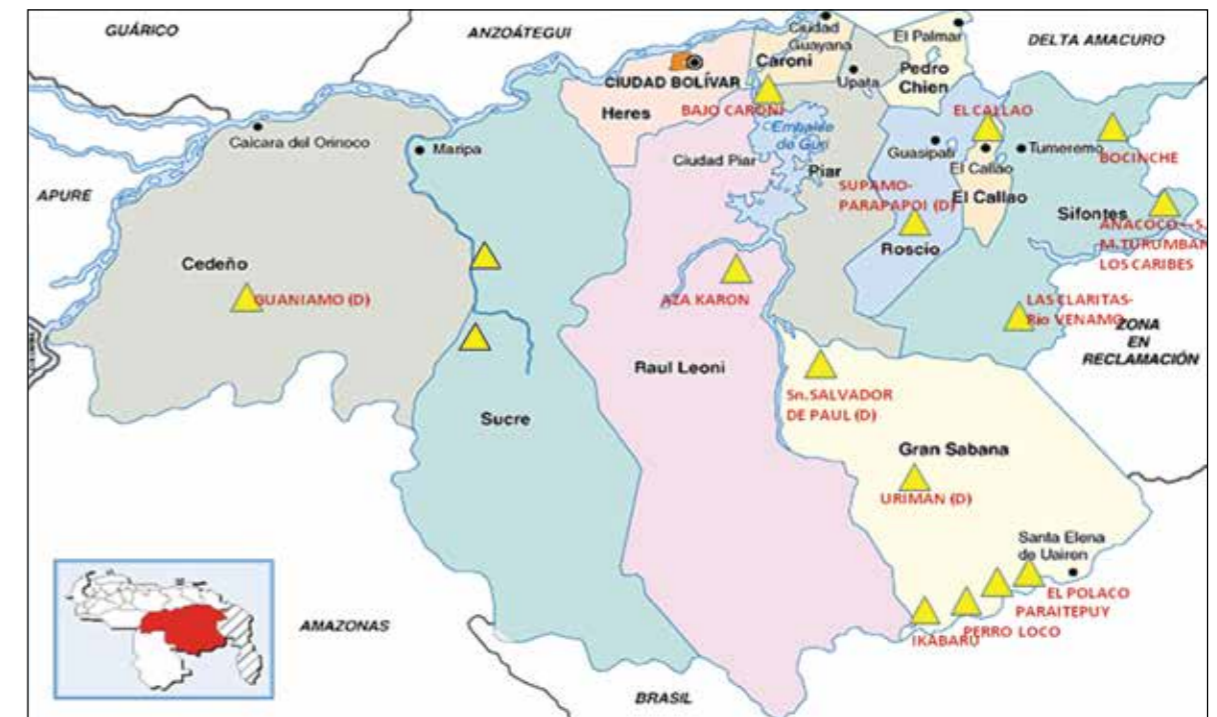 GUÁRICO
ANZOÁTEGUI
DELTA AMACURO
Ciudad
Guayana
El Palmar
Caroni
Upata
Pedro
Chien
CIUDAD BOLÍVAR
Heres
BAJO CARONI
Embalse
de Guri
EL CALLAO
Caicara del Orinoco
Maripa
Ciudad Piar
Piar
Guasipati
El Callao
Tumeremo
BOCINCHE
APURE
SUPAMO-
PARAPAPOI (D)
El Callao
Sifontes
ANACOCO--S.
M.TURUMBAN
LOS CARIBES
Roscio
Cedeño
GUANIAMO (D)
AZA KARON
LAS CLARITAS-
Rio VENAMO
ZONA
EN
RECLAMACIÓN
Raul Leoni
Sn. SALVADOR
DE PAUL (D)
Sucre
Gran Sabana
URIMAN (D)
Santa Elena
de Uairen
EL POLACO
PARAITEPUY
PERRO LOCO
IKABARU
AMAZONAS
BRASIL